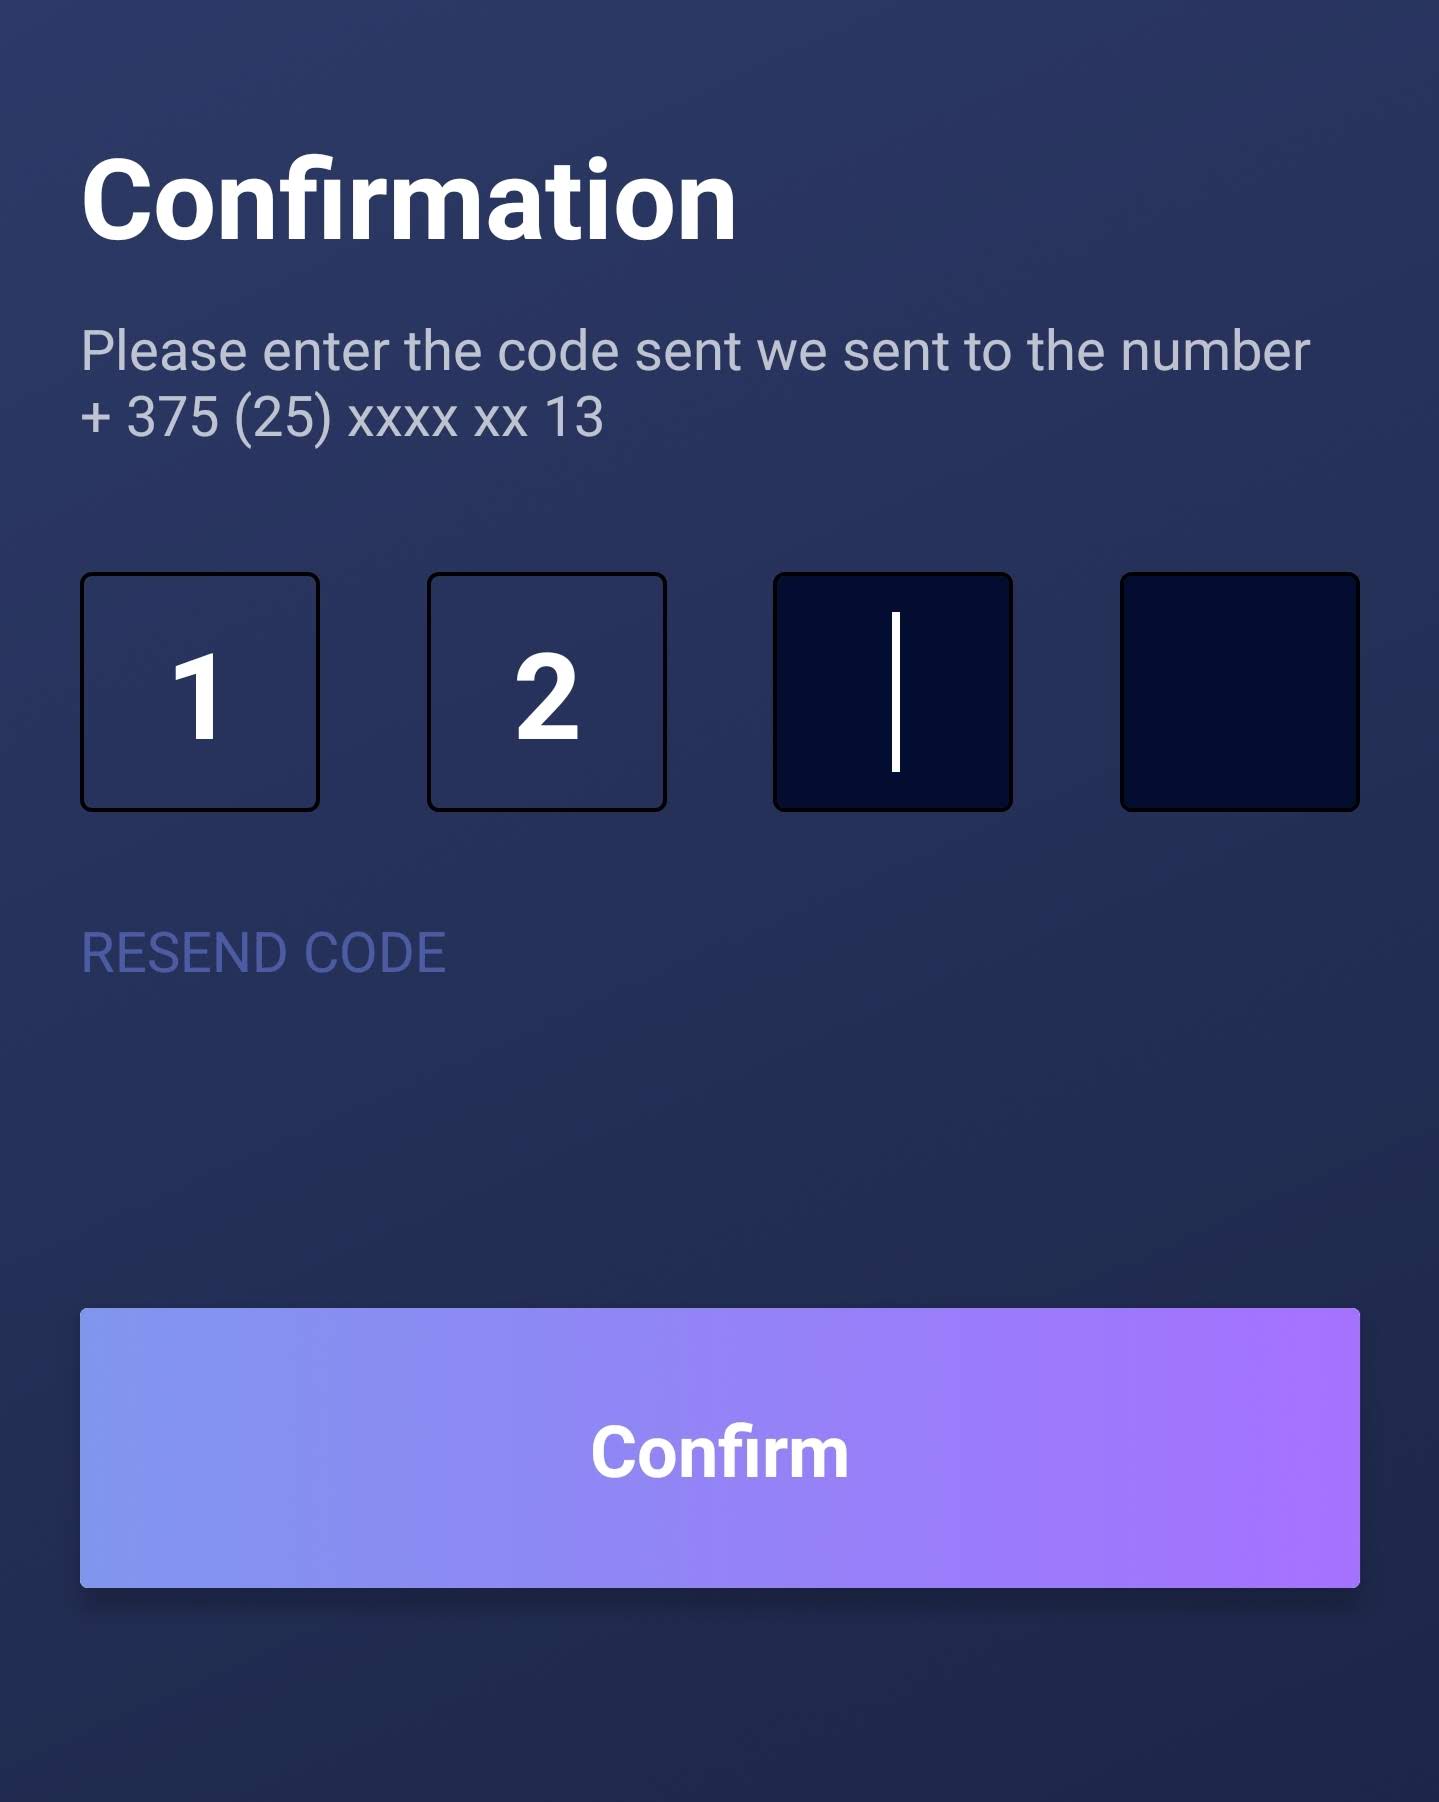 Confirmation
Please enter the code sent we sent to the number
+ 375 (25) xxxx xx 13
1 2
RESEND CODE
Confirm